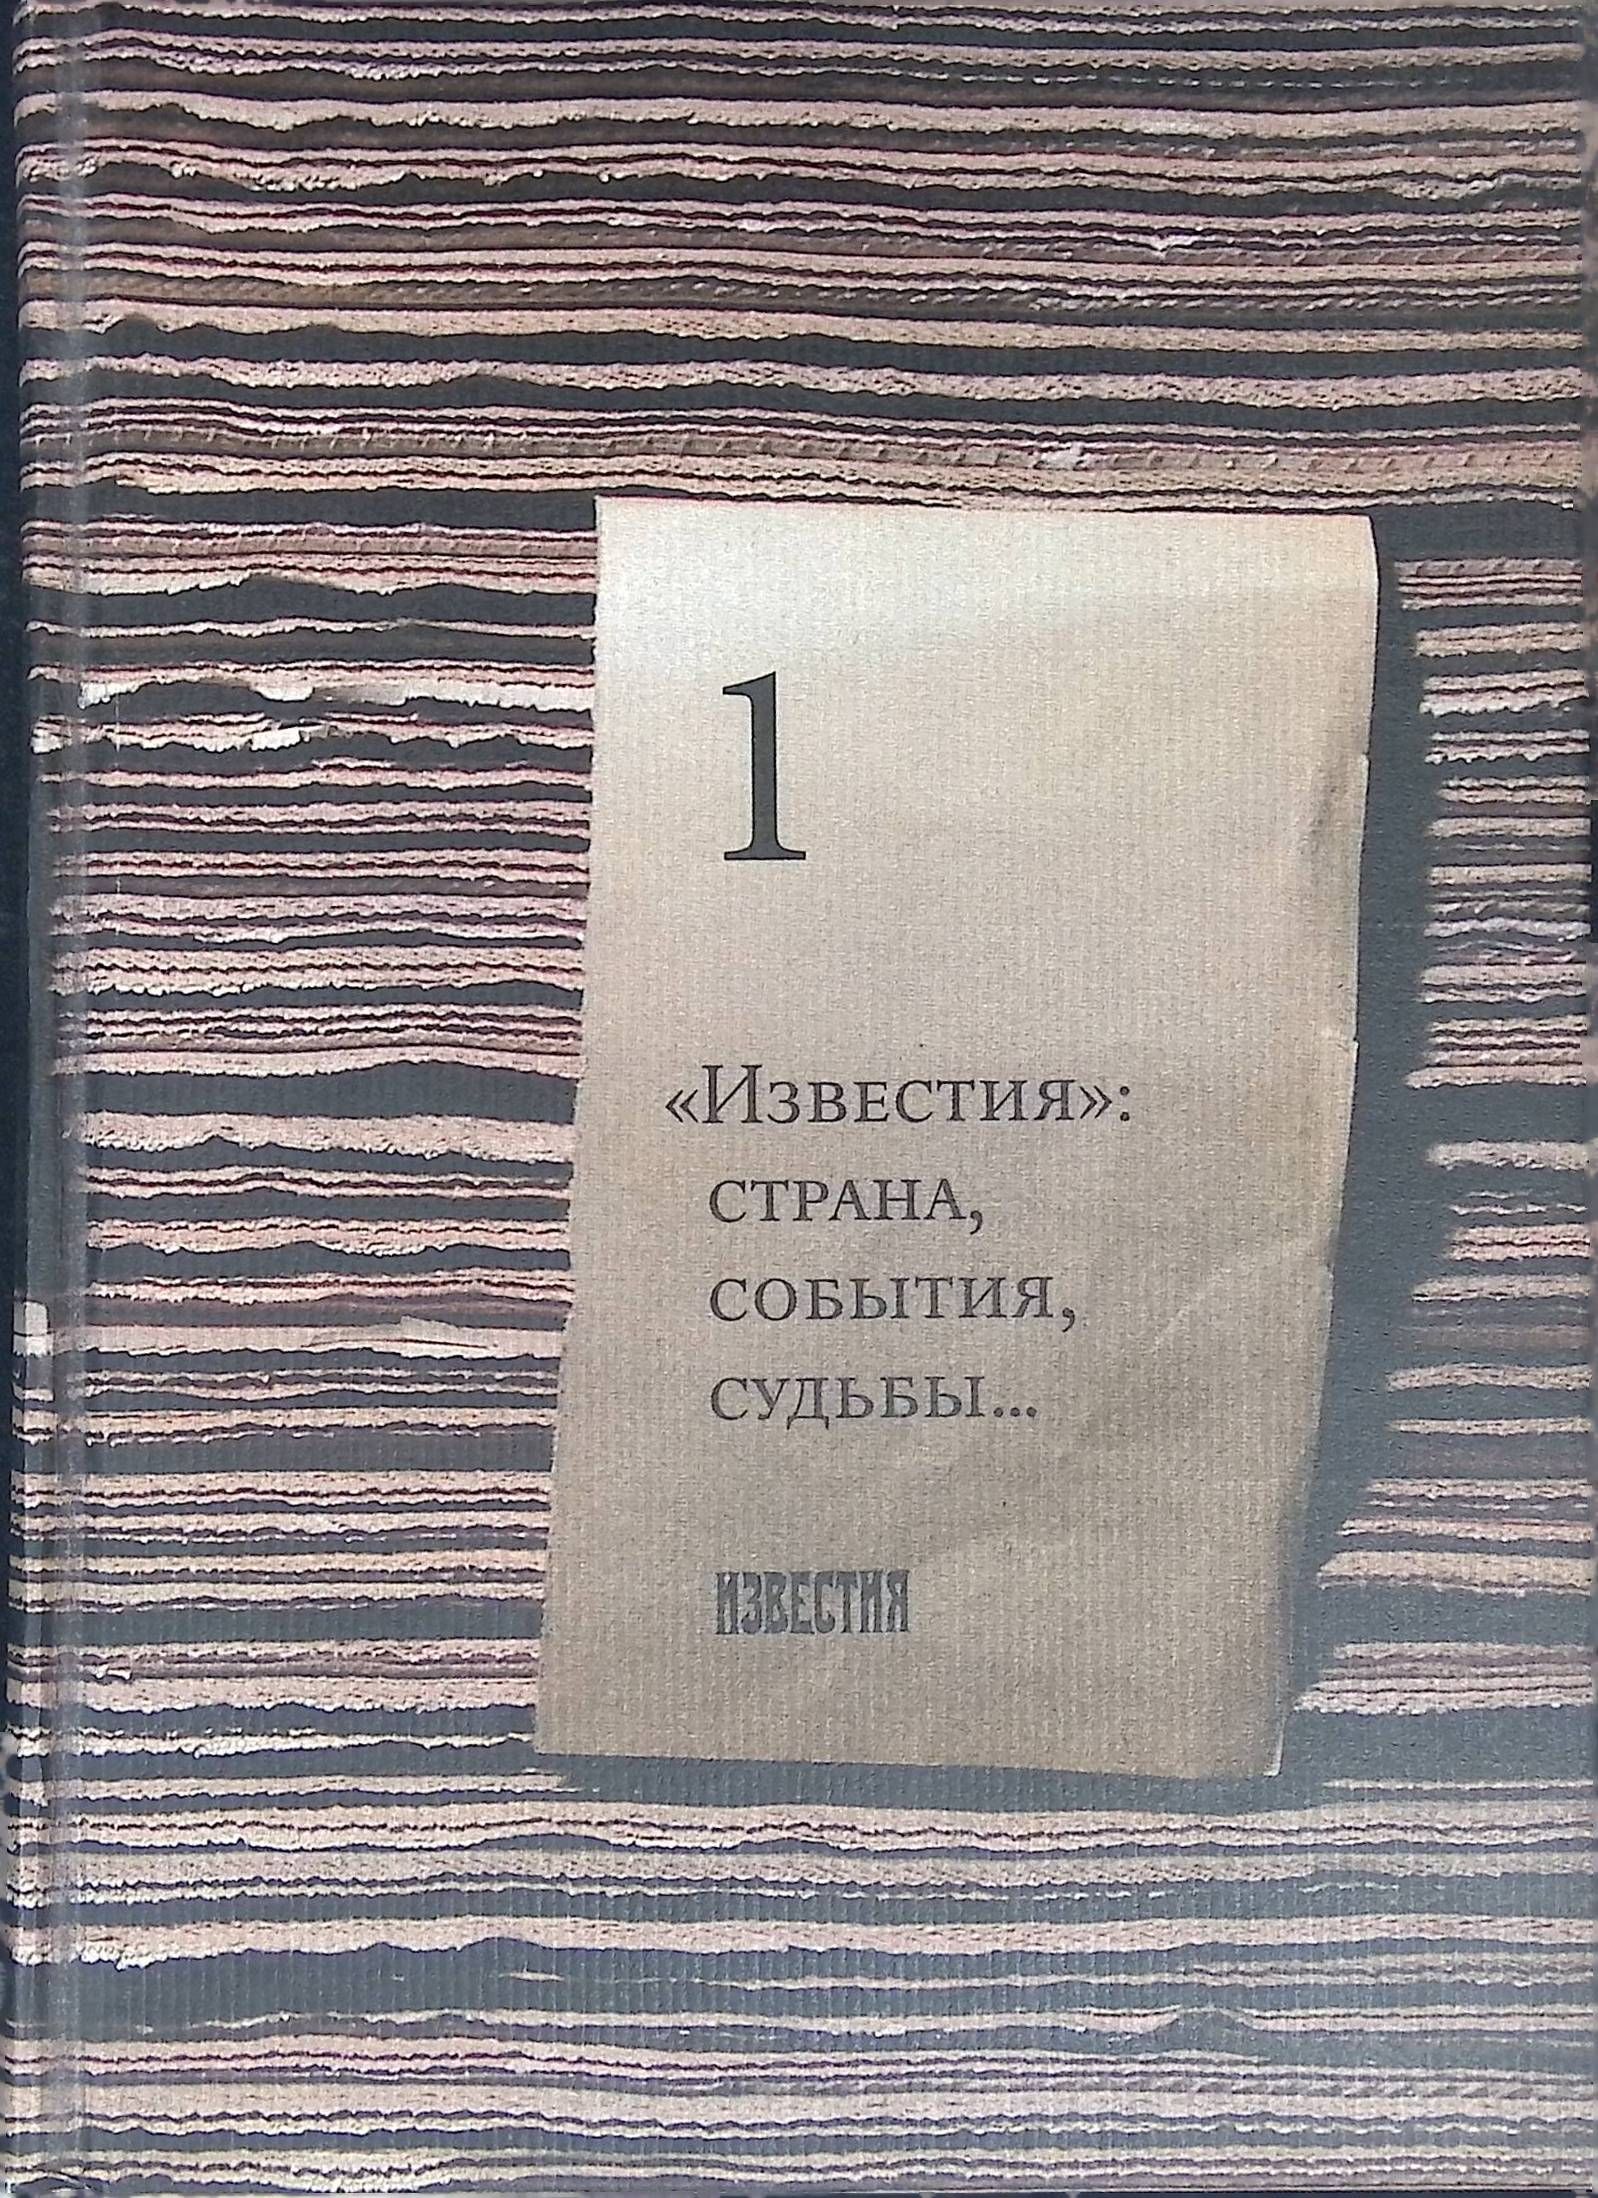 1
«Известия»:
страна,
события,
судьбы...
ИЗВЕСТИЯ